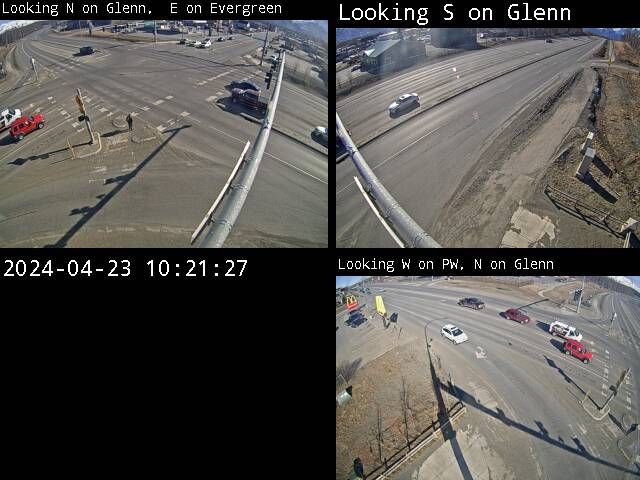 Looking N on Glenn, E on Evergreen
Looking S on Glenn
2024-04-23 10:21:27
Looking W on PW, N on Glenn